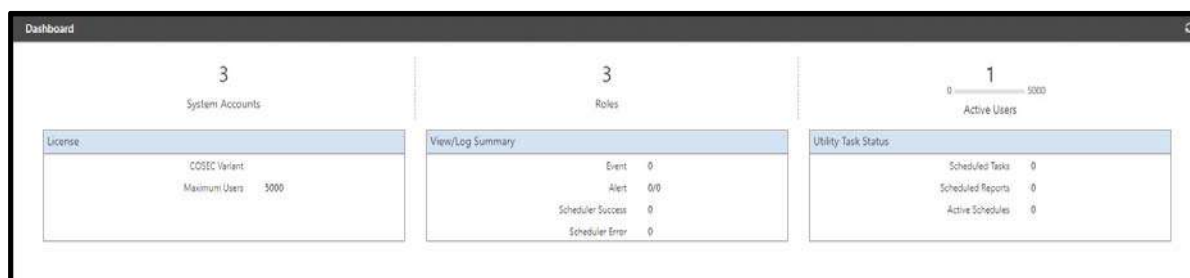 Dashboard
3
System Accounts
3
Roles
1
0 5000
Active Users
License
COSEC Variant
Maximum Users 5000
View/Log Summary
Event 0
Alert 0/0
Scheduler Success 0
Scheduler Error 0
Utility Task Status
Scheduled Tasks 0
Scheduled Reports 0
Active Schedules 0